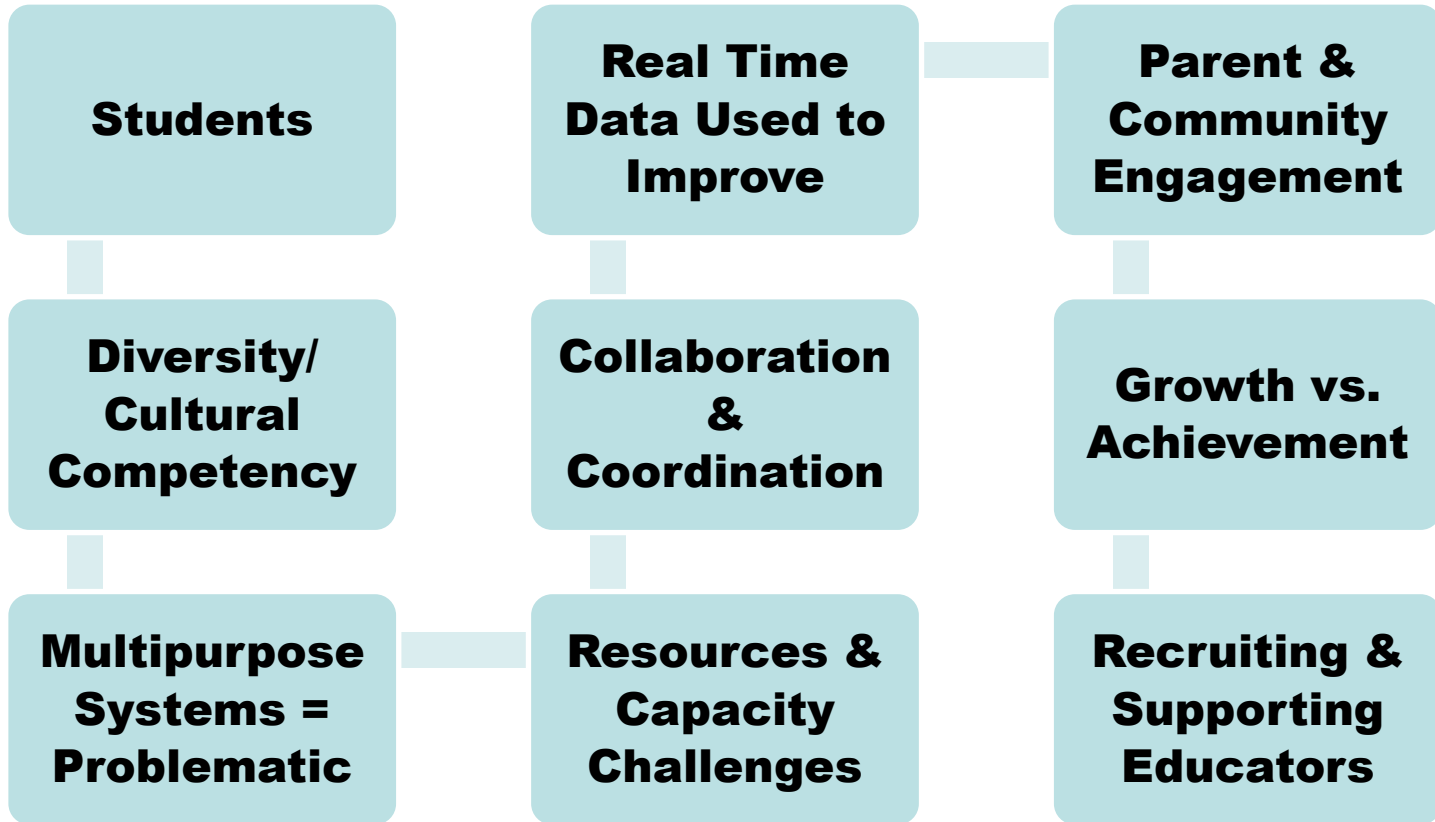 Students
Diversity/
Cultural
Competency
Multipurpose
Systems =
Problematic
Resources &
Capacity
Challenges
Collaboration
&
Coordination
Real Time
Data Used to
Improve
Parent &
Community
Engagement
Growth vs.
Achievement
Recruiting &
Supporting
Educators